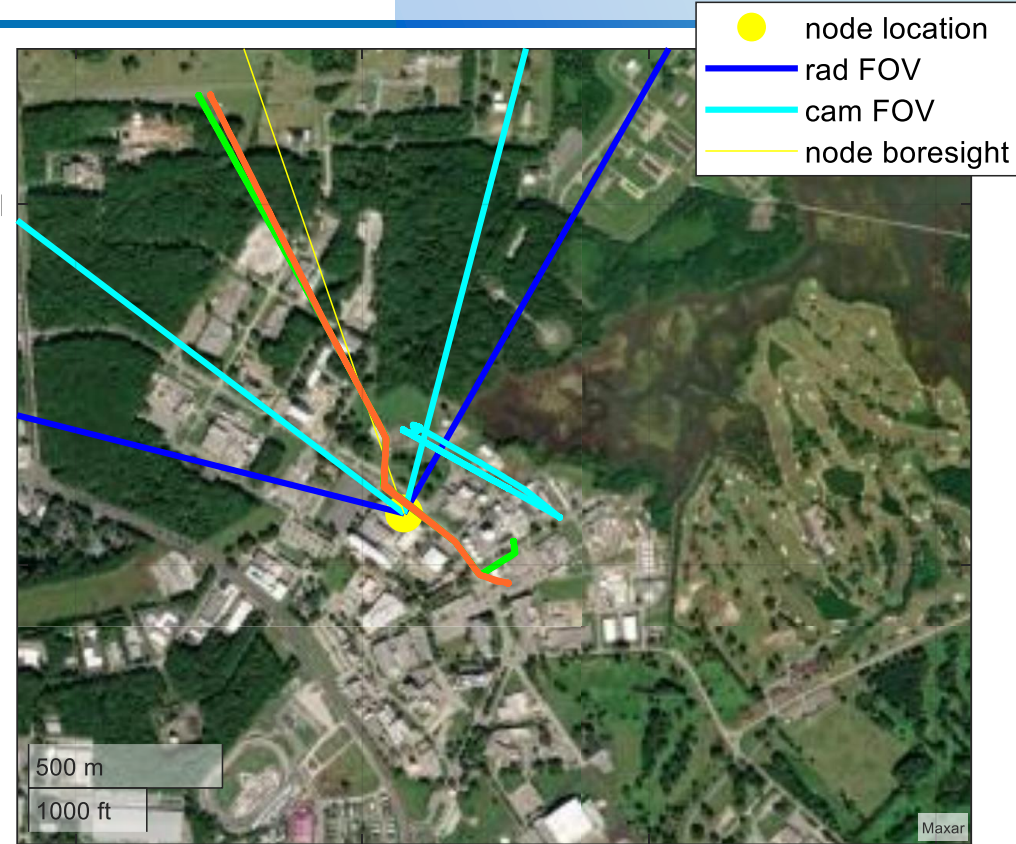 node location
rad FOV
cam FOV
node boresight
500 m
1000 ft
Maxar